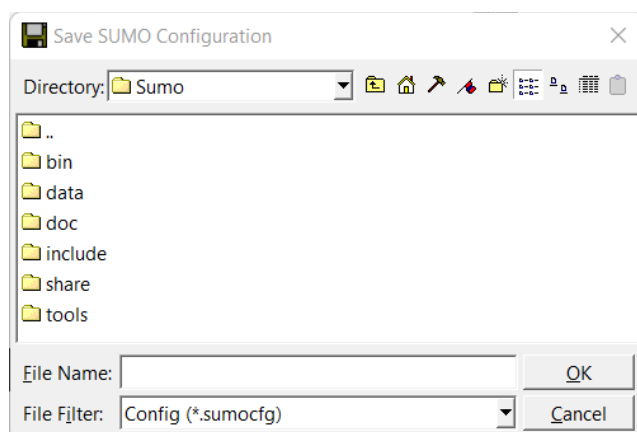 Save SUMO Configuration
Directory: Sumo
..
bin
data
doc
include
share
tools
File Name: OK
File Filter: Config (*.sumocfg) Cancel